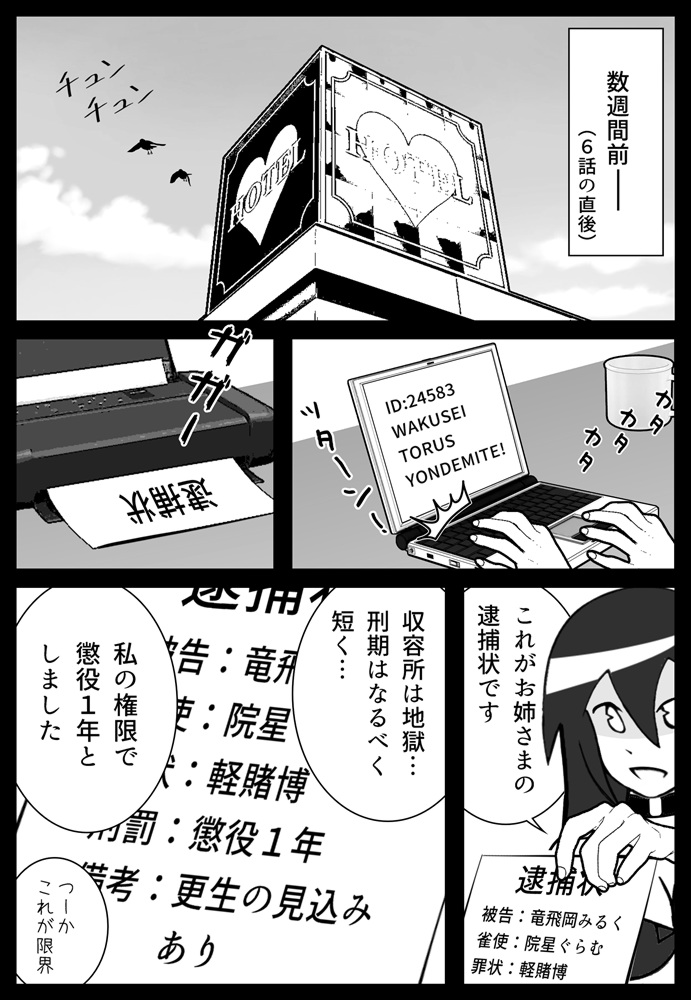 数週間前――
（６話の直後）
チュン
チュン
HOTEL
HOTEL
ID:24583
WAKUSEI
TORUS
YONDEMITE!
カタ
カタ
カタ
ツターーン！
ガガー
逮捕状
これがお姉さまの
逮捕状です
逮捕状
被告：竜飛岡みるく
雀使：院星ぐらむ
罪状：軽賭博
収容所は地獄…
刑期はなるべく
短く…
逮捕
被告：竜飛
使：院星
状：軽賭博
刑罰：懲役１年
備考：更生の見込み
あり
私の権限で
懲役１年と
しました
つーか
これが限界